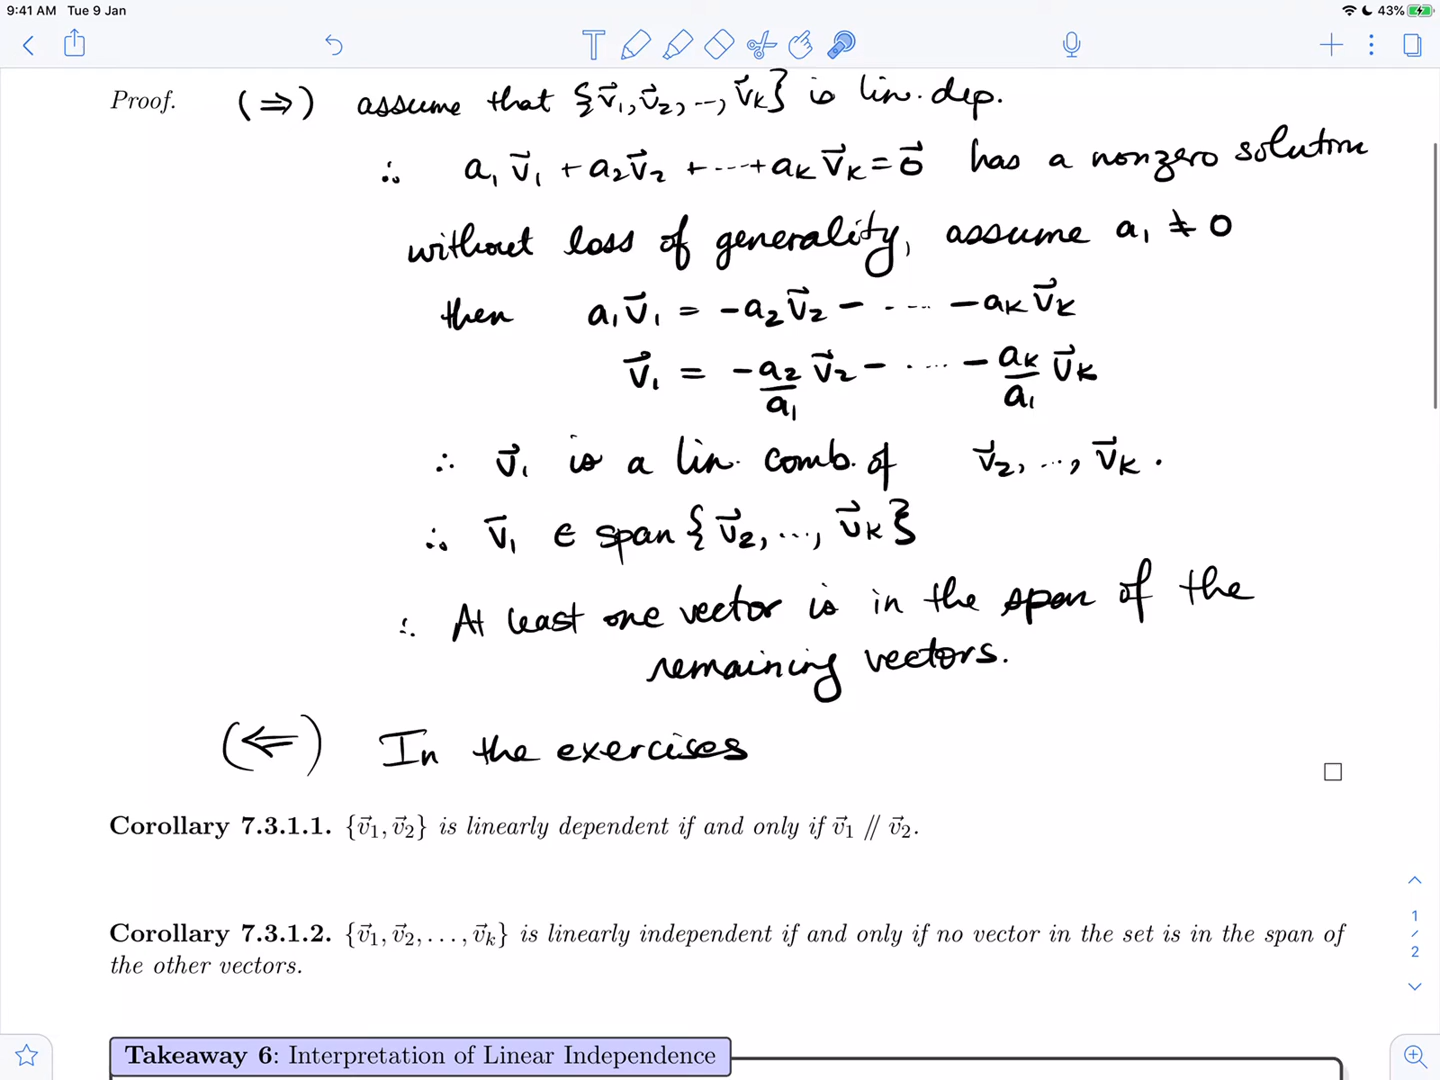 9:41 AM Tue 9 Jan 43%
Prof. (⇒) assume that {v⃗₁, v⃗₂, ..., v⃗ₖ} is lin. dep.
∴ a₁v⃗₁ + a₂v⃗₂ + ··· + aₖv⃗ₖ = 0⃗ has a nonzero solution
without loss of generality, assume a₁ ≠ 0
then a₁v⃗₁ = -a₂v⃗₂ - ····· - aₖv⃗ₖ
v⃗₁ = -a₂/a₁ v⃗₂ - ····· - aₖ/a₁ v⃗ₖ
∴ v⃗₁ is a lin. comb. of v⃗₂, ..., v⃗ₖ.
∴ v⃗₁ ∈ span {v⃗₂, ..., v⃗ₖ}
∴ At least one vector is in the span of the
remaining vectors.
(⇐) In the exercises
□
Corollary 7.3.1.1. {v⃗₁, v⃗₂} is linearly dependent if and only if v⃗₁ // v⃗₂.
Corollary 7.3.1.2. {v⃗₁, v⃗₂, . . . , v⃗ₖ} is linearly independent if and only if no vector in the set is in the span of
the other vectors.
1
/
2
Takeaway 6: Interpretation of Linear Independence